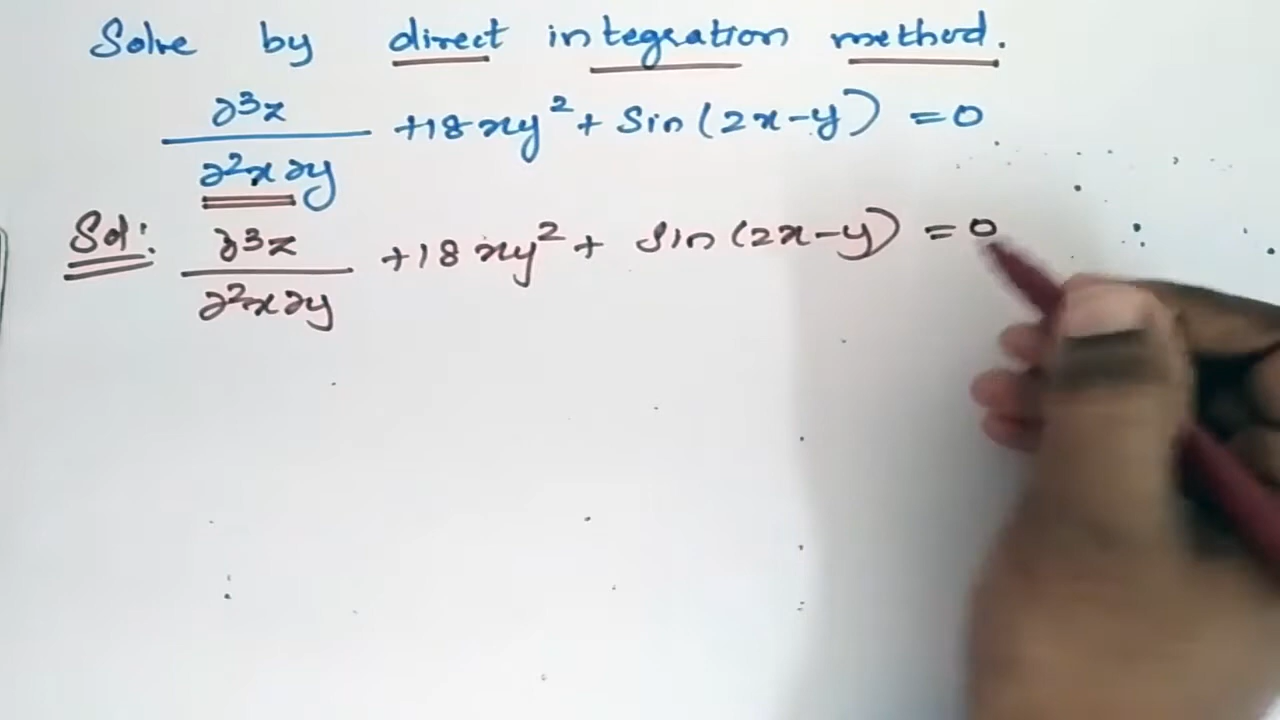 Solve by direct integration method.
∂³z / ∂²x ∂y + 18xy² + Sin(2x-y) = 0
Sol: ∂³z / ∂²x ∂y + 18xy² + Sin(2x-y) = 0